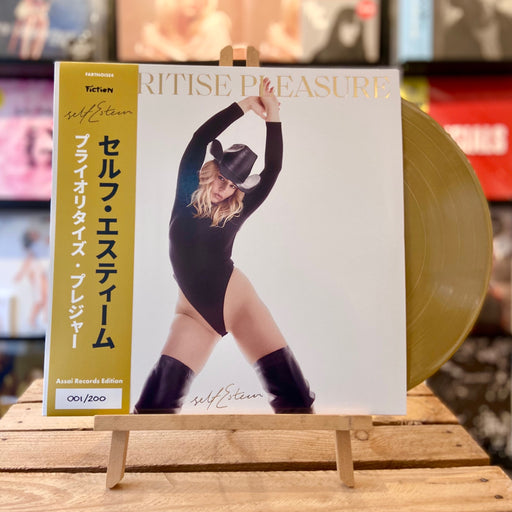 FARTNOISE4
Fiction
self Esteem
セルフ・エスティーム
プライオリタイズ・プレジャー
Assai Records Edition
001/200
RITISE PLEASURE
self Esteem